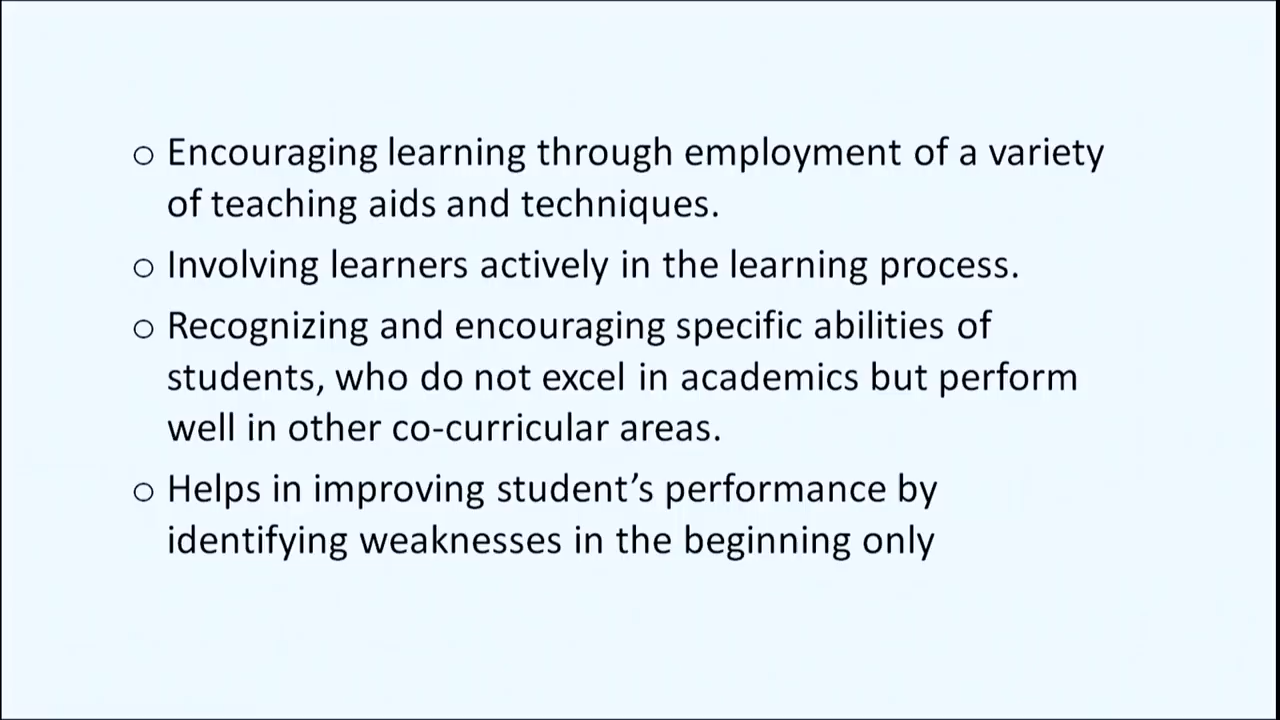 ○ Encouraging learning through employment of a variety
of teaching aids and techniques.
○ Involving learners actively in the learning process.
○ Recognizing and encouraging specific abilities of
students, who do not excel in academics but perform
well in other co-curricular areas.
○ Helps in improving student’s performance by
identifying weaknesses in the beginning only